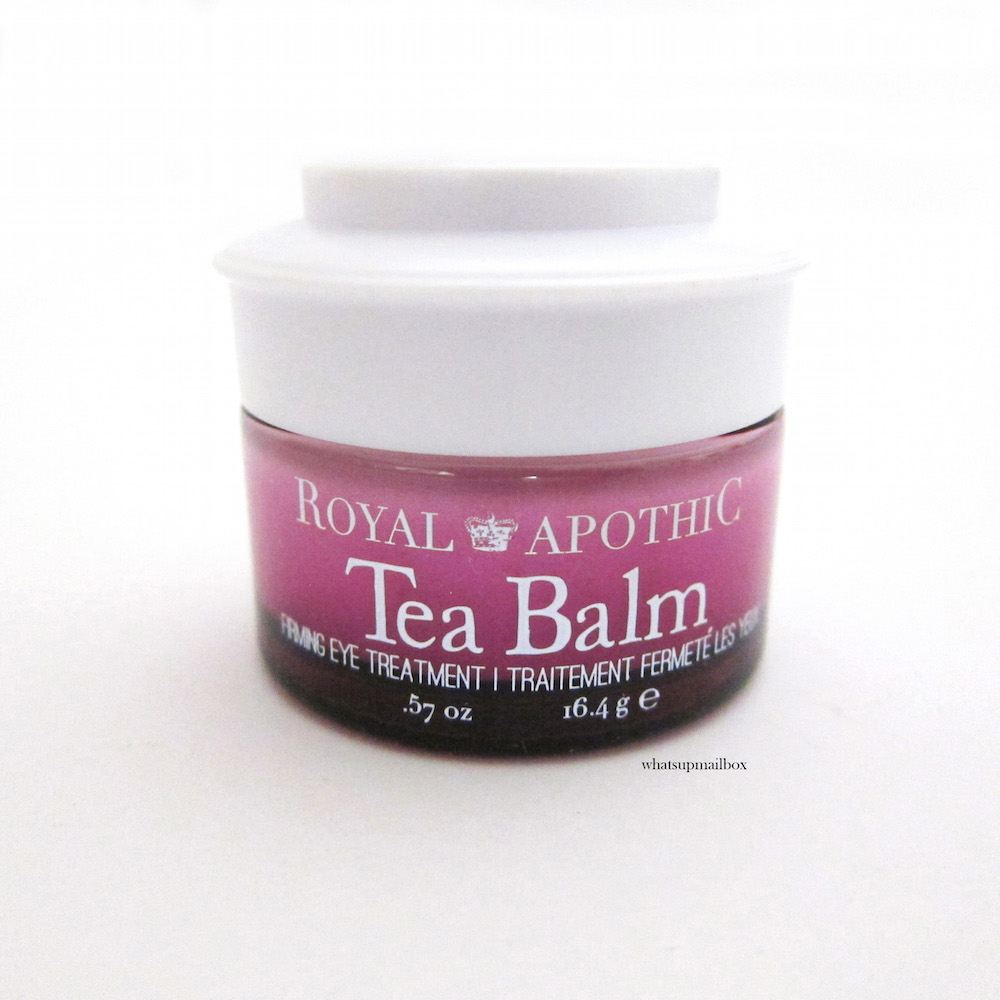 ROYAL APOTHIC
Tea Balm
FIRMING EYE TREATMENT | TRAITEMENT FERMETÉ LES YEUX
.57 oz 16.4 g e
whatsupmailbox